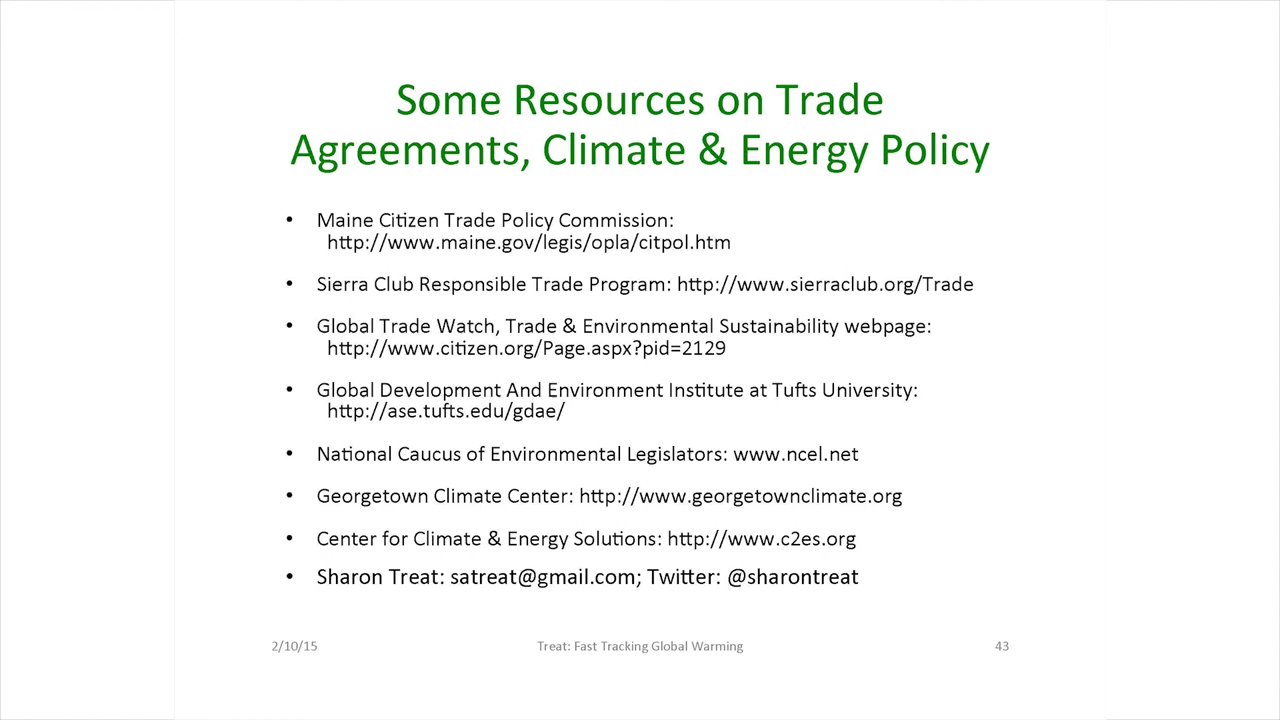 Some Resources on Trade
Agreements, Climate & Energy Policy
• Maine Citizen Trade Policy Commission:
http://www.maine.gov/legis/opla/citpol.htm
• Sierra Club Responsible Trade Program: http://www.sierraclub.org/Trade
• Global Trade Watch, Trade & Environmental Sustainability webpage:
http://www.citizen.org/Page.aspx?pid=2129
• Global Development And Environment Institute at Tufts University:
http://ase.tufts.edu/gdae/
• National Caucus of Environmental Legislators: www.ncel.net
• Georgetown Climate Center: http://www.georgetownclimate.org
• Center for Climate & Energy Solutions: http://www.c2es.org
• Sharon Treat: satreat@gmail.com; Twitter: @sharontreat
2/10/15 Treat: Fast Tracking Global Warming 43